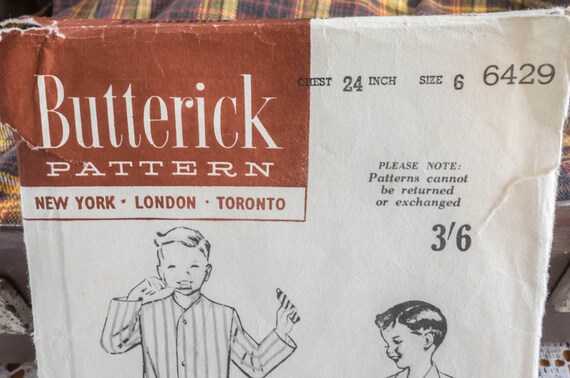 Butterick
PATTERN
NEW YORK · LONDON · TORONTO
CHEST 24 INCH SIZE 6 6429
PLEASE NOTE:
Patterns cannot
be returned
or exchanged
3/6